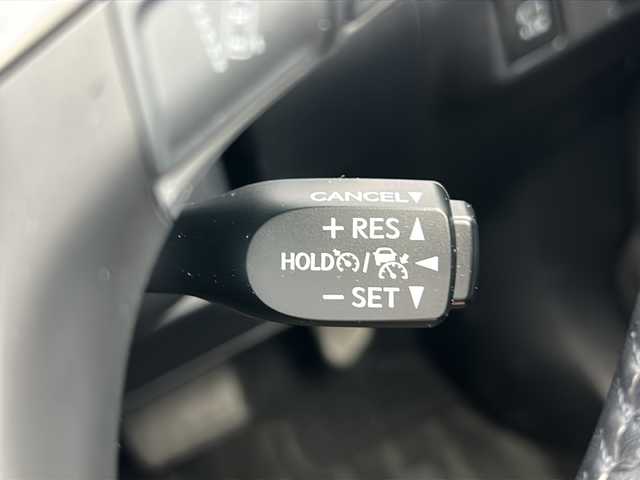 CANCEL▼
+ RES ▲
HOLD / ◀
− SET ▼